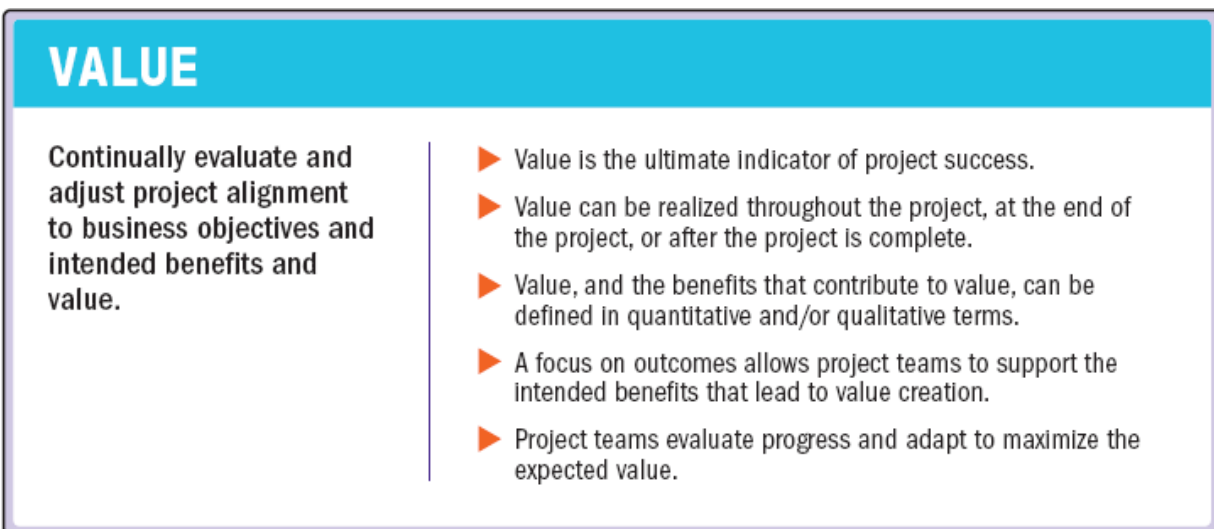 VALUE
Continually evaluate and
adjust project alignment
to business objectives and
intended benefits and
value.
Value is the ultimate indicator of project success.
Value can be realized throughout the project, at the end of
the project, or after the project is complete.
Value, and the benefits that contribute to value, can be
defined in quantitative and/or qualitative terms.
A focus on outcomes allows project teams to support the
intended benefits that lead to value creation.
Project teams evaluate progress and adapt to maximize the
expected value.